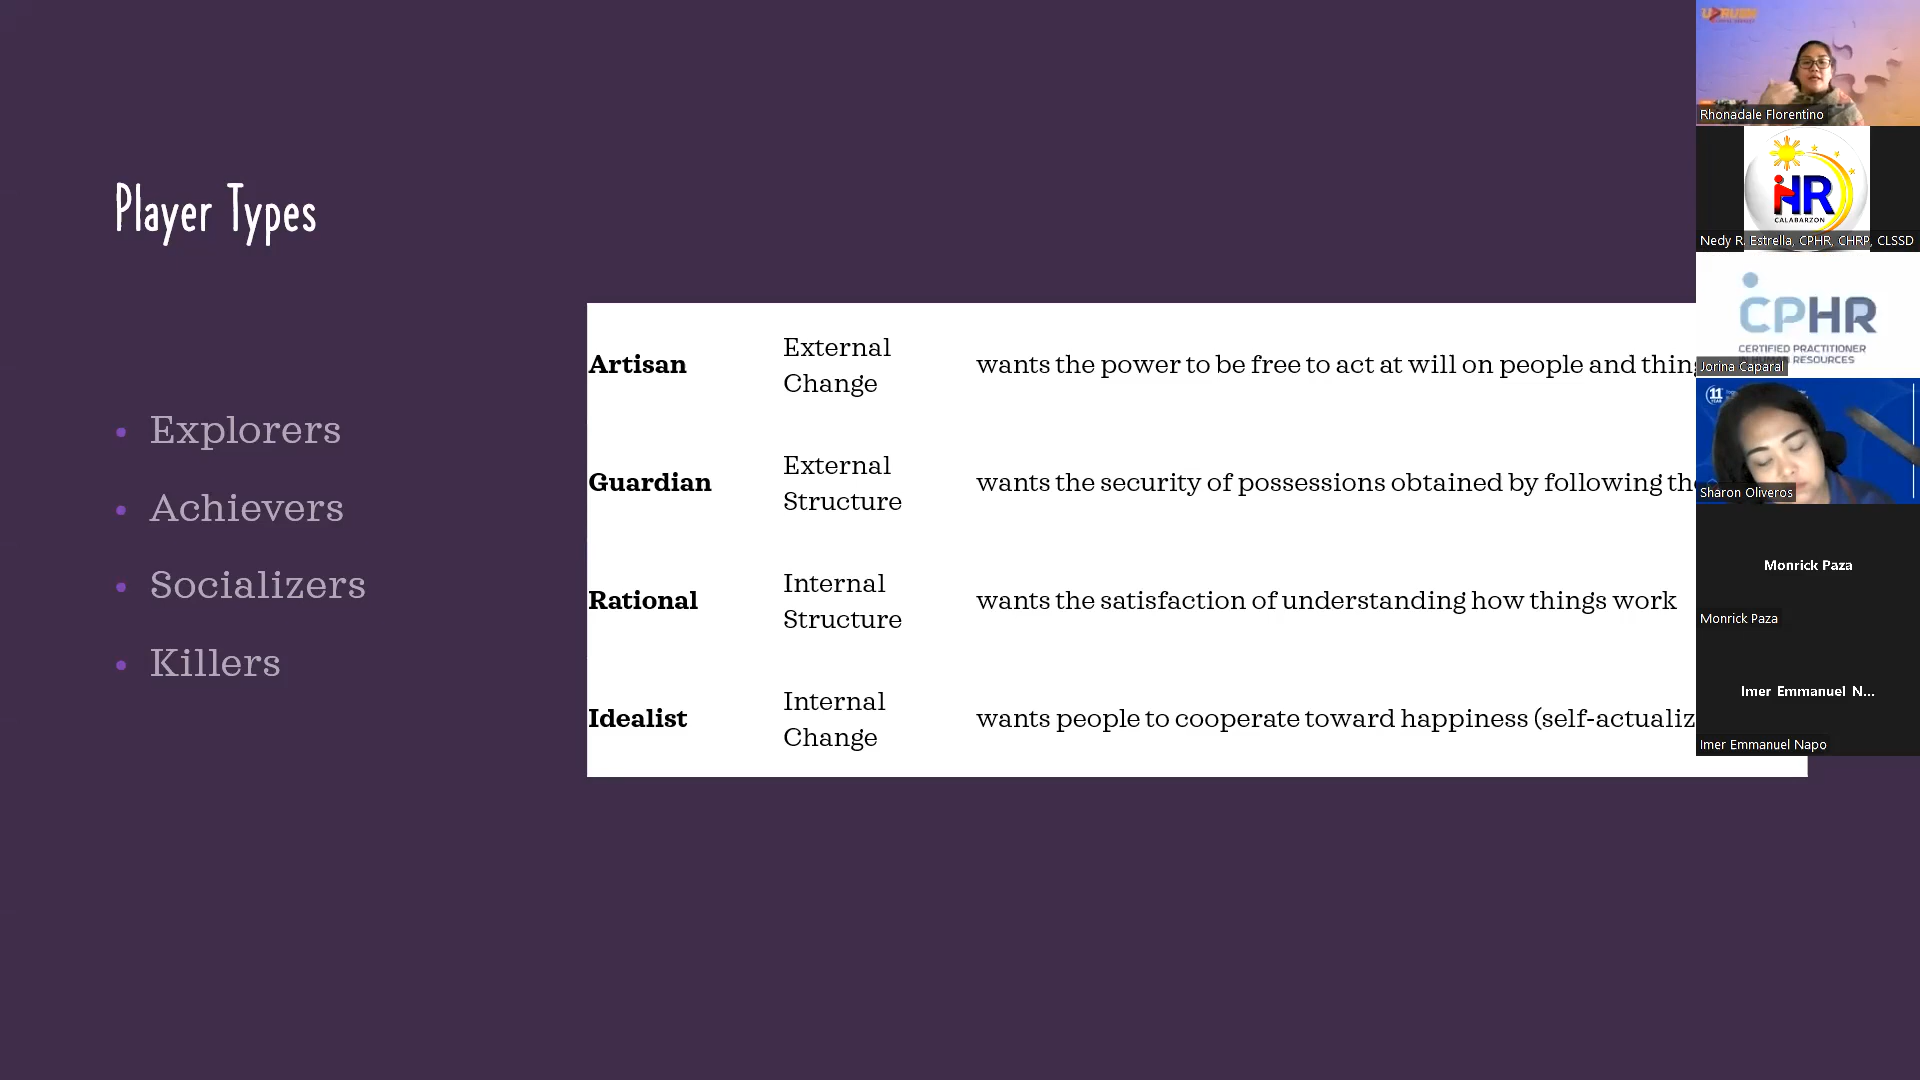 Player Types
• Explorers
• Achievers
• Socializers
• Killers
Artisan
External
Change
wants the power to be free to act at will on people and thin
Guardian
External
Structure
wants the security of possessions obtained by following th
Rational
Internal
Structure
wants the satisfaction of understanding how things work
Idealist
Internal
Change
wants people to cooperate toward happiness (self-actualiz
Rhonadale Florentino
HR
CALABARZON
Nedy R. Estrella, CPHR, CHRP, CLSSD
CPHR
CERTIFIED PRACTITIONER
RESOURCES
Jorina Caparal
11
Sharon Oliveros
Monrick Paza
Monrick Paza
Imer Emmanuel N...
Imer Emmanuel Napo